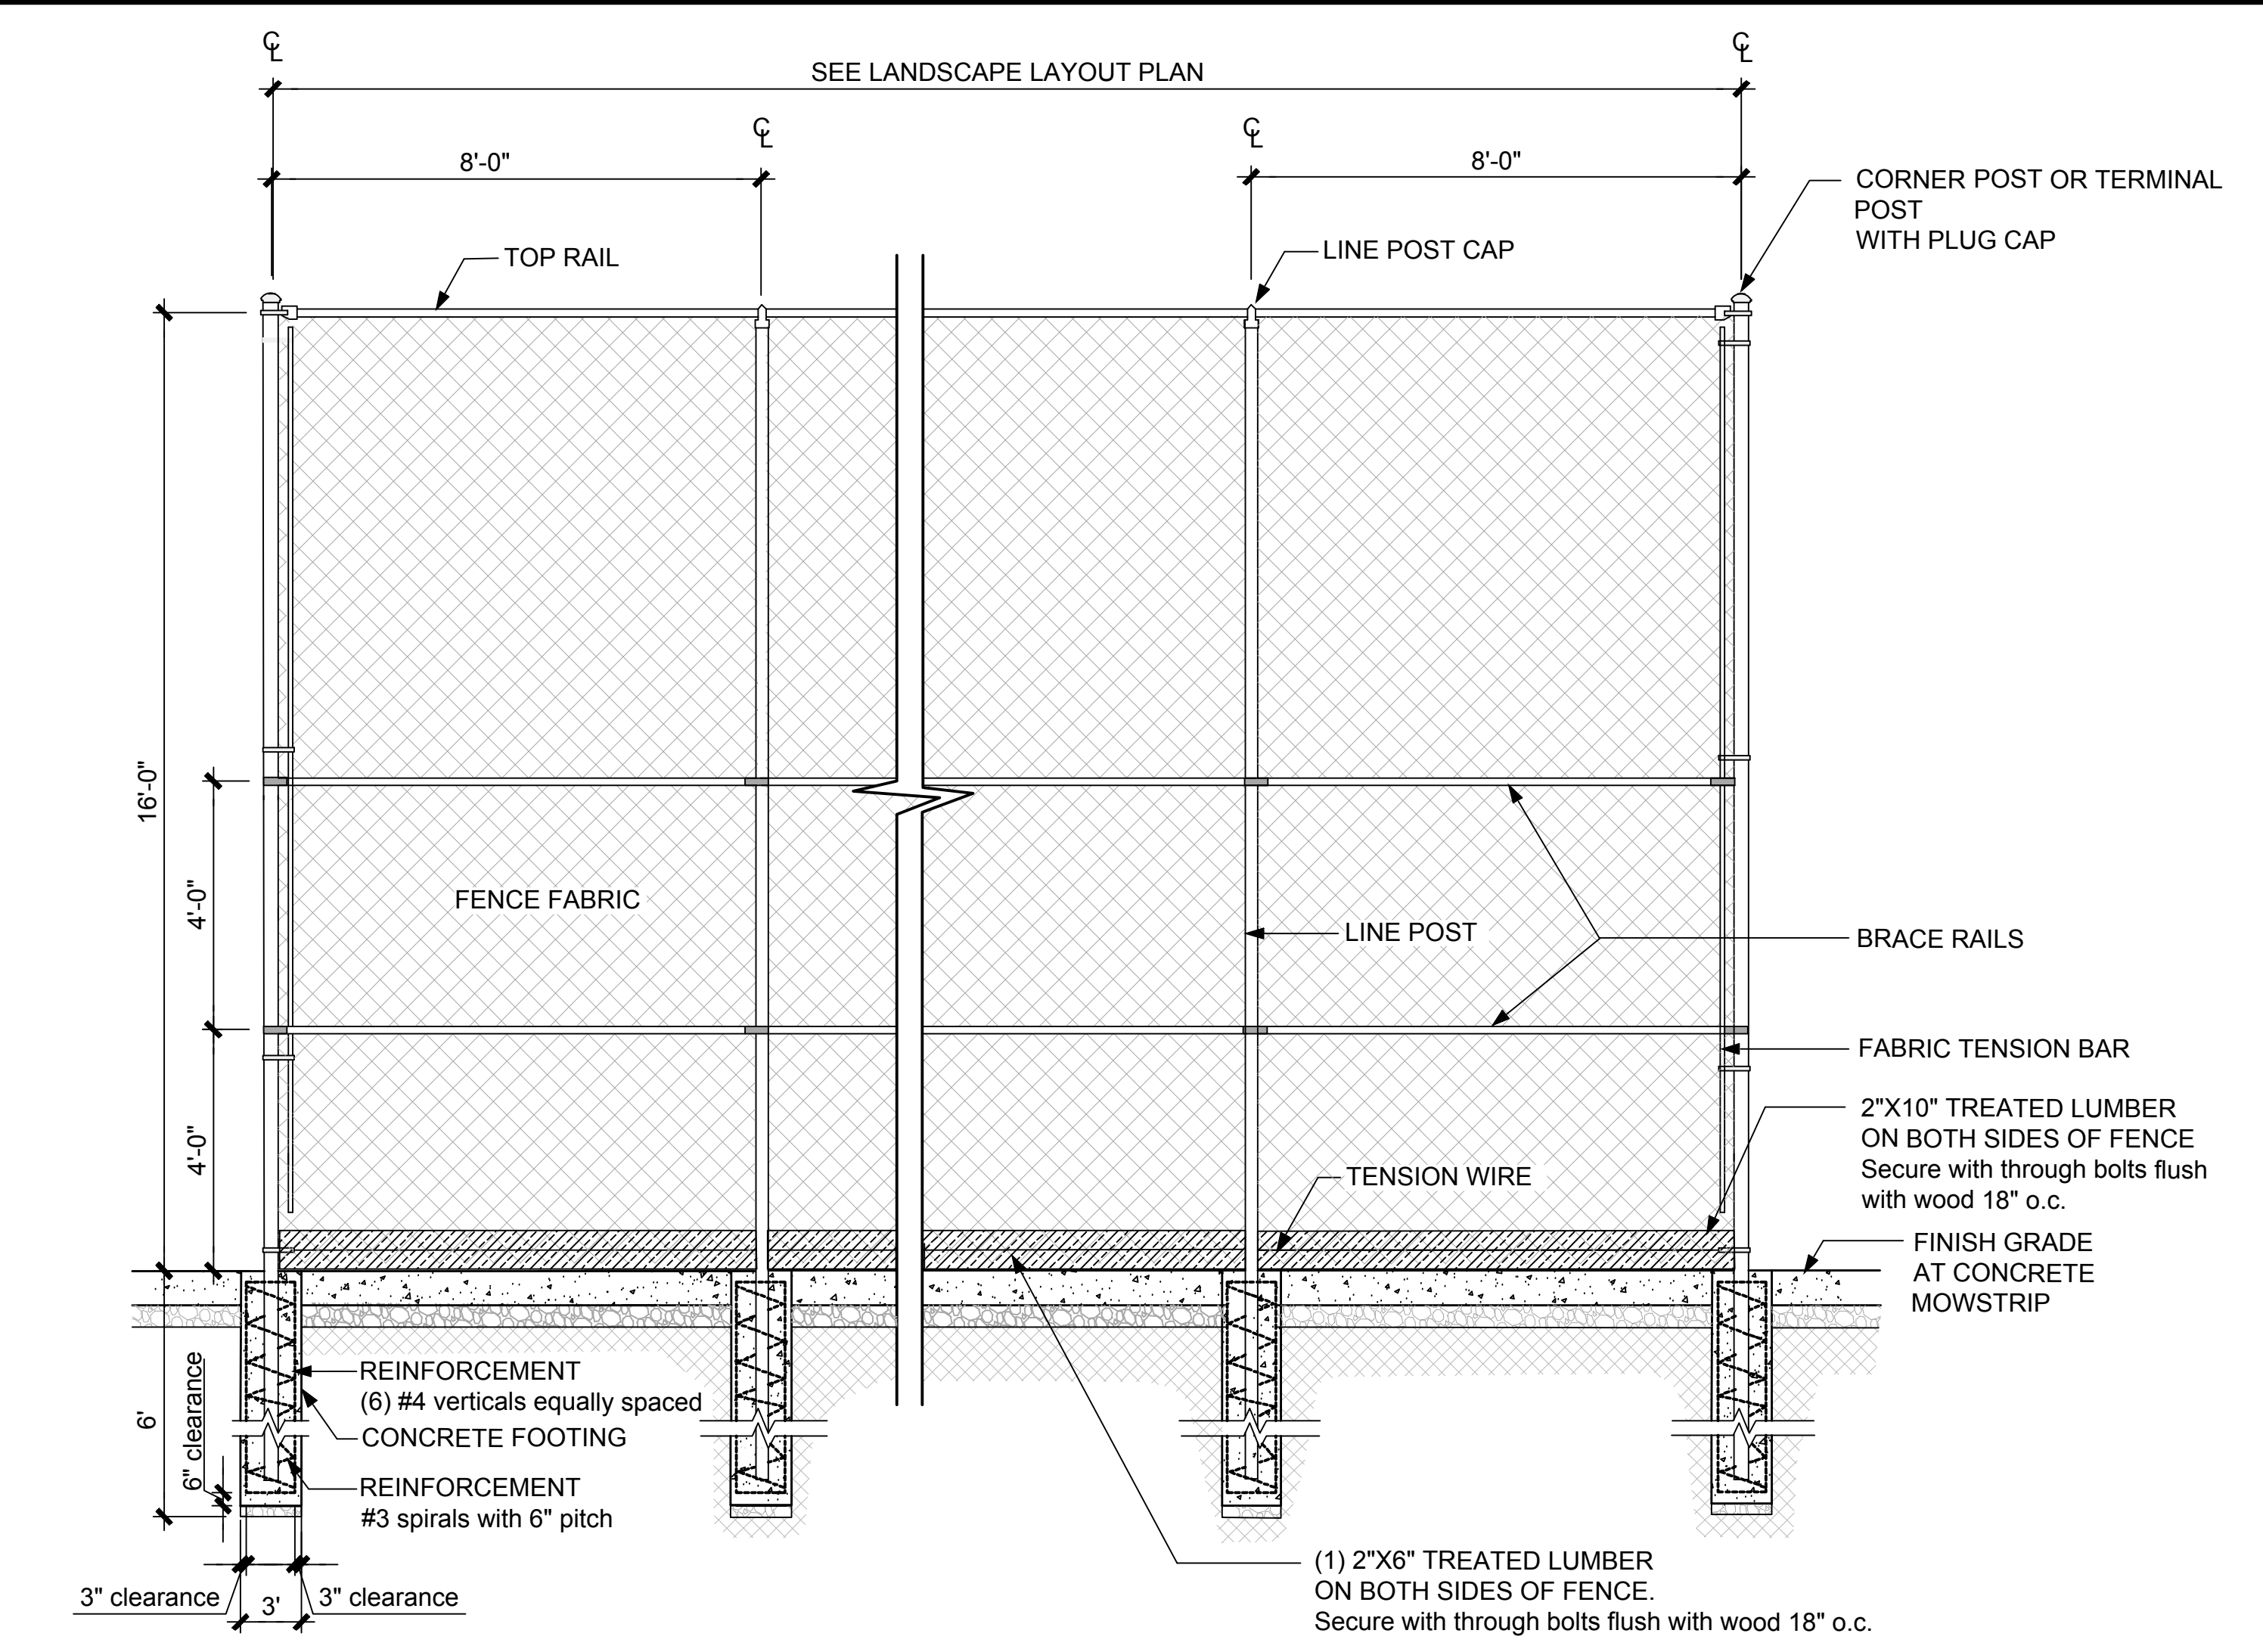 ℄
℄
SEE LANDSCAPE LAYOUT PLAN
℄
℄
8'-0"
8'-0"
CORNER POST OR TERMINAL
POST
WITH PLUG CAP
TOP RAIL
LINE POST CAP
16'-0"
4'-0"
FENCE FABRIC
LINE POST
BRACE RAILS
FABRIC TENSION BAR
4'-0"
2"X10" TREATED LUMBER
ON BOTH SIDES OF FENCE
Secure with through bolts flush
with wood 18" o.c.
TENSION WIRE
FINISH GRADE
AT CONCRETE
MOWSTRIP
6'
6" clearance
REINFORCEMENT
(6) #4 verticals equally spaced
CONCRETE FOOTING
REINFORCEMENT
#3 spirals with 6" pitch
3" clearance
3'
3" clearance
(1) 2"X6" TREATED LUMBER
ON BOTH SIDES OF FENCE.
Secure with through bolts flush with wood 18" o.c.